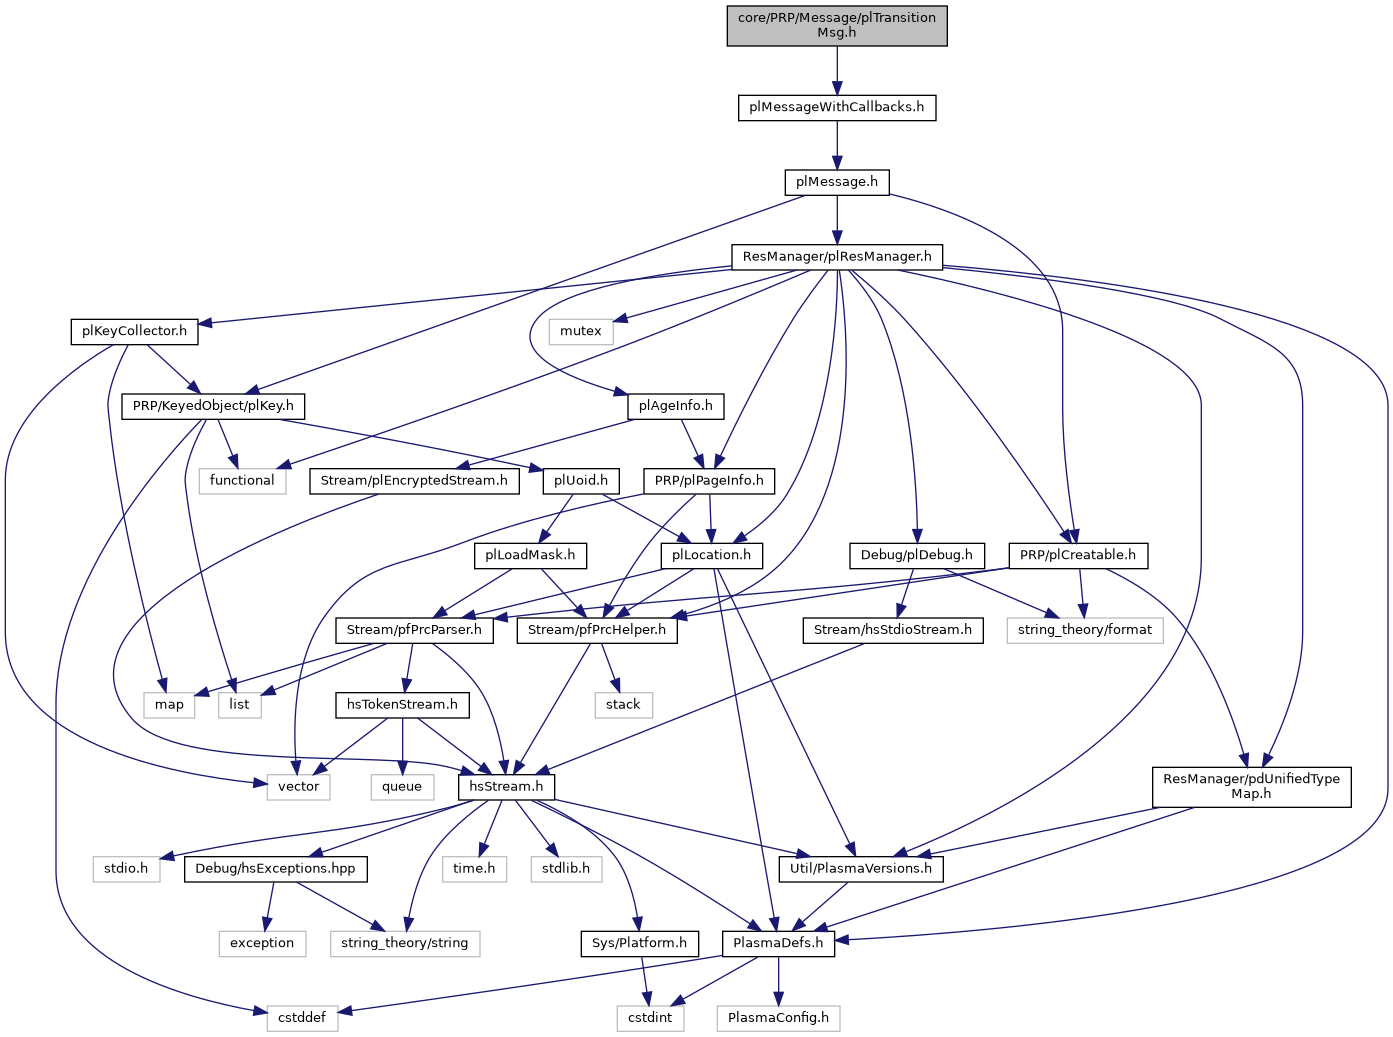 core/PRP/Message/plTransition
Msg.h
plMessageWithCallbacks.h
plMessage.h
ResManager/plResManager.h
plKeyCollector.h
mutex
PRP/KeyedObject/plKey.h
plAgeInfo.h
functional
Stream/plEncryptedStream.h
plUoid.h
PRP/plPageInfo.h
plLoadMask.h
plLocation.h
Debug/plDebug.h
PRP/plCreatable.h
Stream/pfPrcParser.h
Stream/pfPrcHelper.h
Stream/hsStdioStream.h
string_theory/format
map
list
hsTokenStream.h
stack
vector
queue
hsStream.h
ResManager/pdUnifiedType
Map.h
stdio.h
Debug/hsExceptions.hpp
time.h
stdlib.h
Util/PlasmaVersions.h
exception
string_theory/string
Sys/Platform.h
PlasmaDefs.h
cstddef
cstdint
PlasmaConfig.h